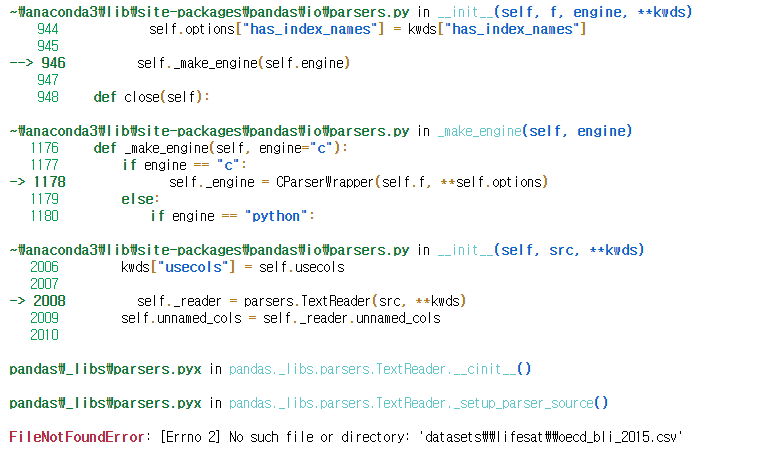 ~₩anaconda3₩lib₩site-packages₩pandas₩io₩parsers.py in __init__(self, f, engine, **kwds)
    944             self.options["has_index_names"] = kwds["has_index_names"]
    945
--> 946         self._make_engine(self.engine)
    947
    948     def close(self):
~₩anaconda3₩lib₩site-packages₩pandas₩io₩parsers.py in _make_engine(self, engine)
   1176     def _make_engine(self, engine="c"):
   1177         if engine == "c":
-> 1178             self._engine = CParserWrapper(self.f, **self.options)
   1179         else:
   1180             if engine == "python":
~₩anaconda3₩lib₩site-packages₩pandas₩io₩parsers.py in __init__(self, src, **kwds)
   2006         kwds["usecols"] = self.usecols
   2007
-> 2008         self._reader = parsers.TextReader(src, **kwds)
   2009         self.unnamed_cols = self._reader.unnamed_cols
   2010
pandas₩_libs₩parsers.pyx in pandas._libs.parsers.TextReader.__cinit__()
pandas₩_libs₩parsers.pyx in pandas._libs.parsers.TextReader._setup_parser_source()
FileNotFoundError: [Errno 2] No such file or directory: 'datasets₩₩lifesat₩₩oecd_bli_2015.csv'